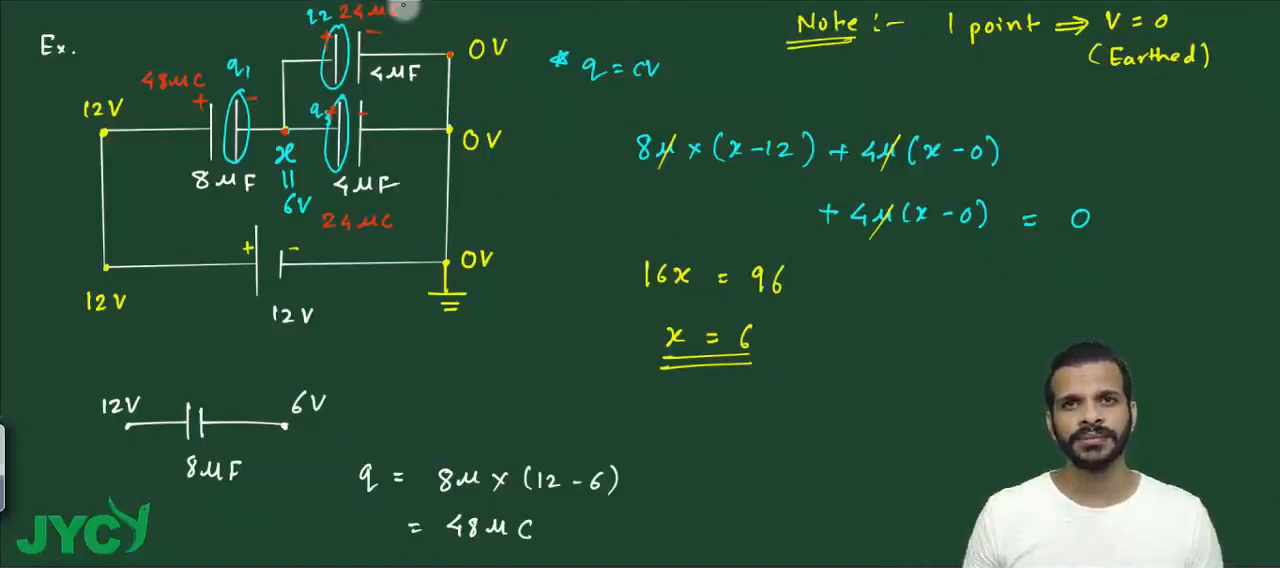 Ex.
q2 24μC
+ -
48μC q1
4μF
0V
12V
+ -
q3
+ -
0V
x
8μF
||
4μF
6V
24μC
+ -
0V
12V
12V
12V
6V
8μF
q = 8μ × (12 - 6)
= 48μC
* q = CV
Note :- 1 point ⇒ V = 0
(Earthed)
8μ × (x - 12) + 4μ(x - 0)
+ 4μ(x - 0) = 0
16x = 96
x = 6
JYC